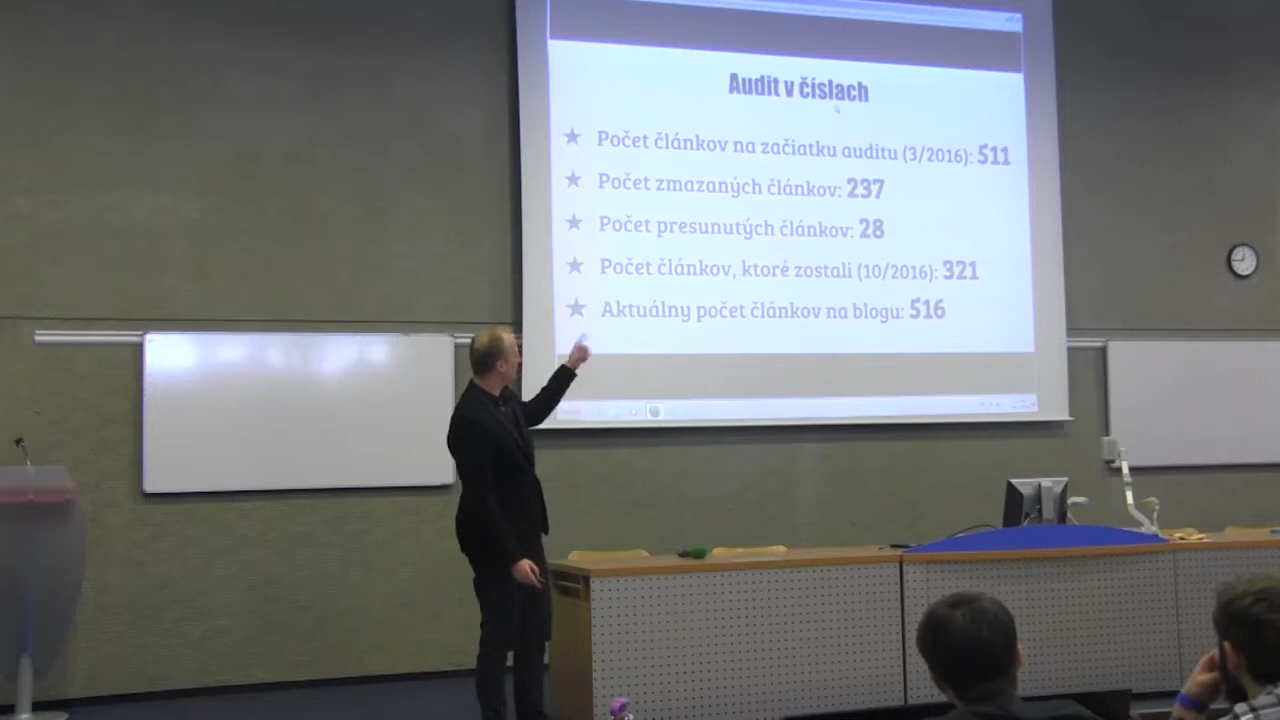 Audit v číslach
★ Počet článkov na začiatku auditu (3/2016): 511
★ Počet zmazaných článkov: 237
★ Počet presunutých článkov: 28
★ Počet článkov, ktoré zostali (10/2016): 321
★ Aktuálny počet článkov na blogu: 516